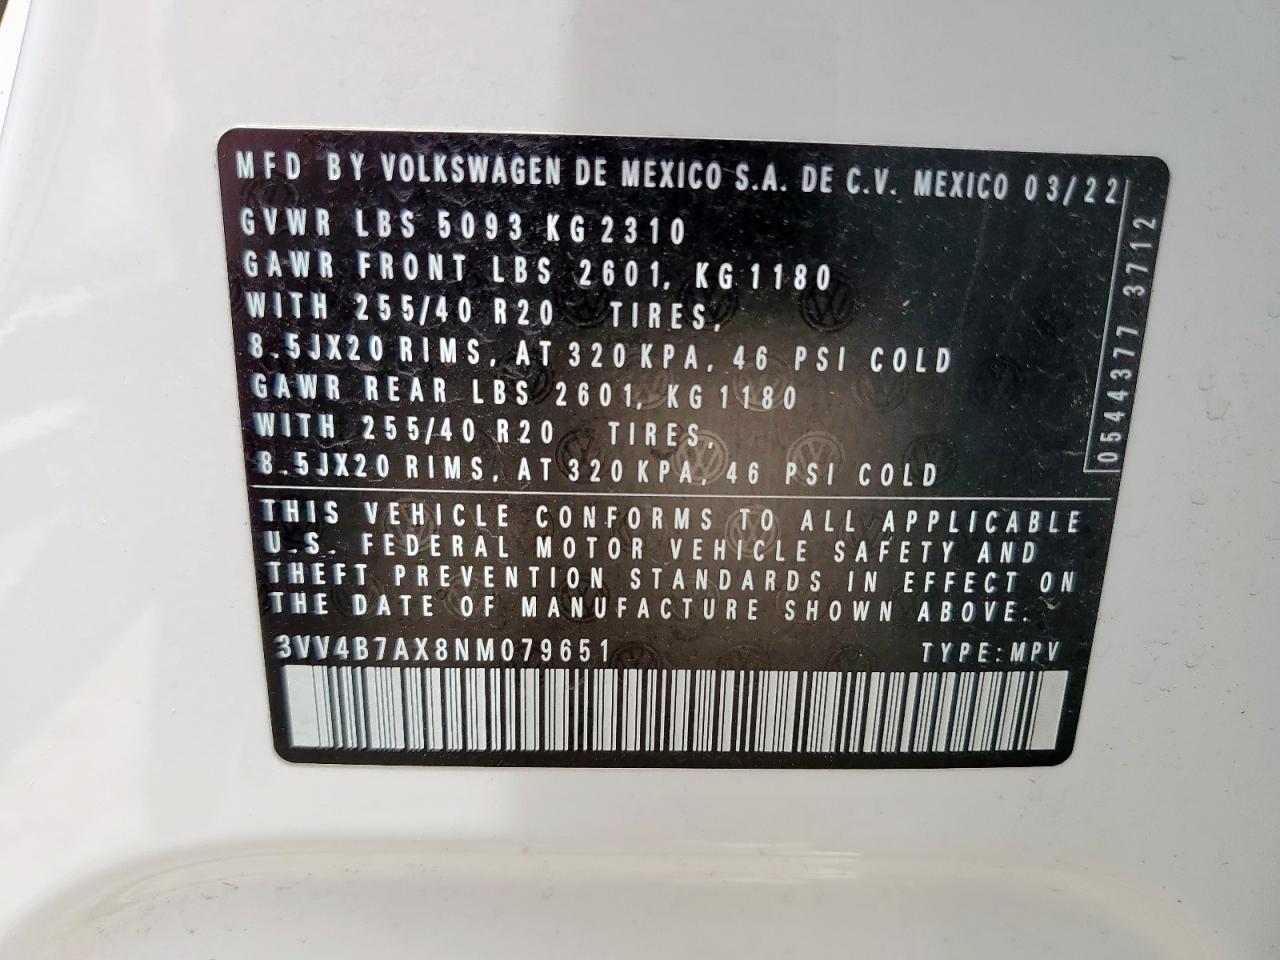 MFD BY VOLKSWAGEN DE MEXICO S.A. DE C.V. MEXICO 03/22
GVWR LBS 5093 KG 2310
GAWR FRONT LBS 2601, KG 1180
WITH 255/40 R20 TIRES,
8.5JX20 RIMS, AT 320 KPA, 46 PSI COLD
GAWR REAR LBS 2601, KG 1180
WITH 255/40 R20 TIRES,
8.5JX20 RIMS, AT 320 KPA, 46 PSI COLD
THIS VEHICLE CONFORMS TO ALL APPLICABLE
U.S. FEDERAL MOTOR VEHICLE SAFETY AND
THEFT PREVENTION STANDARDS IN EFFECT ON
THE DATE OF MANUFACTURE SHOWN ABOVE.
3VV4B7AX8NM079651 TYPE: MPV
05443773712